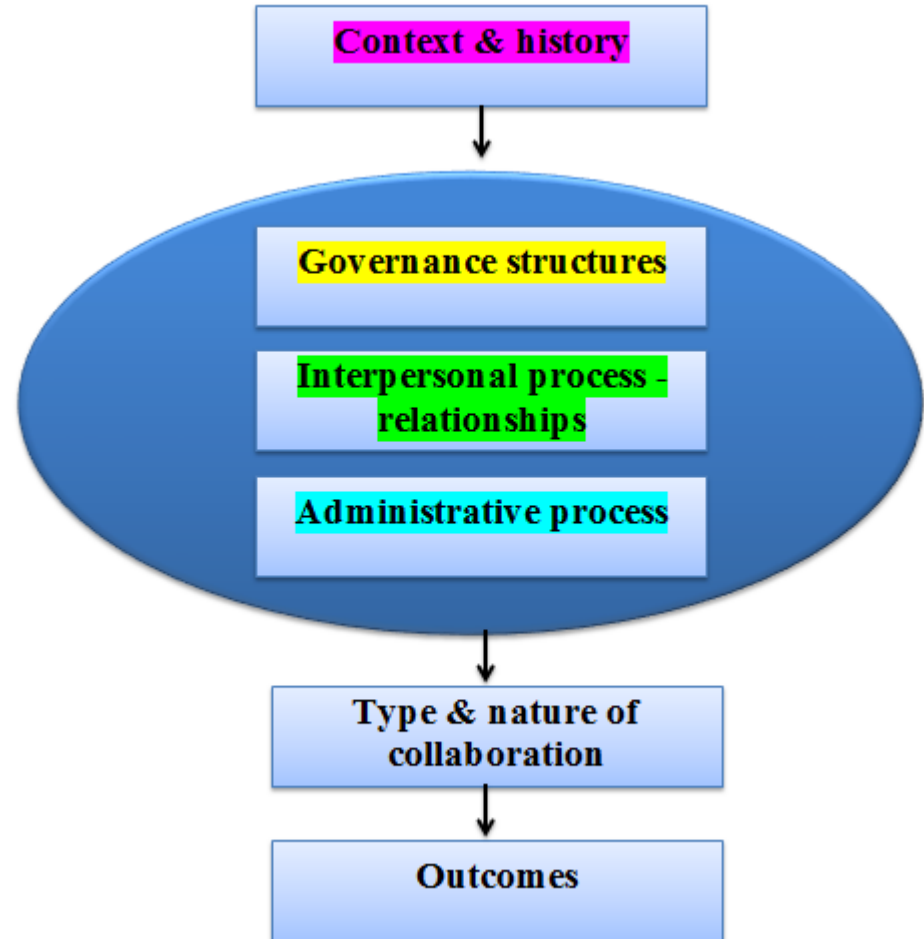 Context & history
Governance structures
Interpersonal process -
relationships
Administrative process
Type & nature of
collaboration
Outcomes